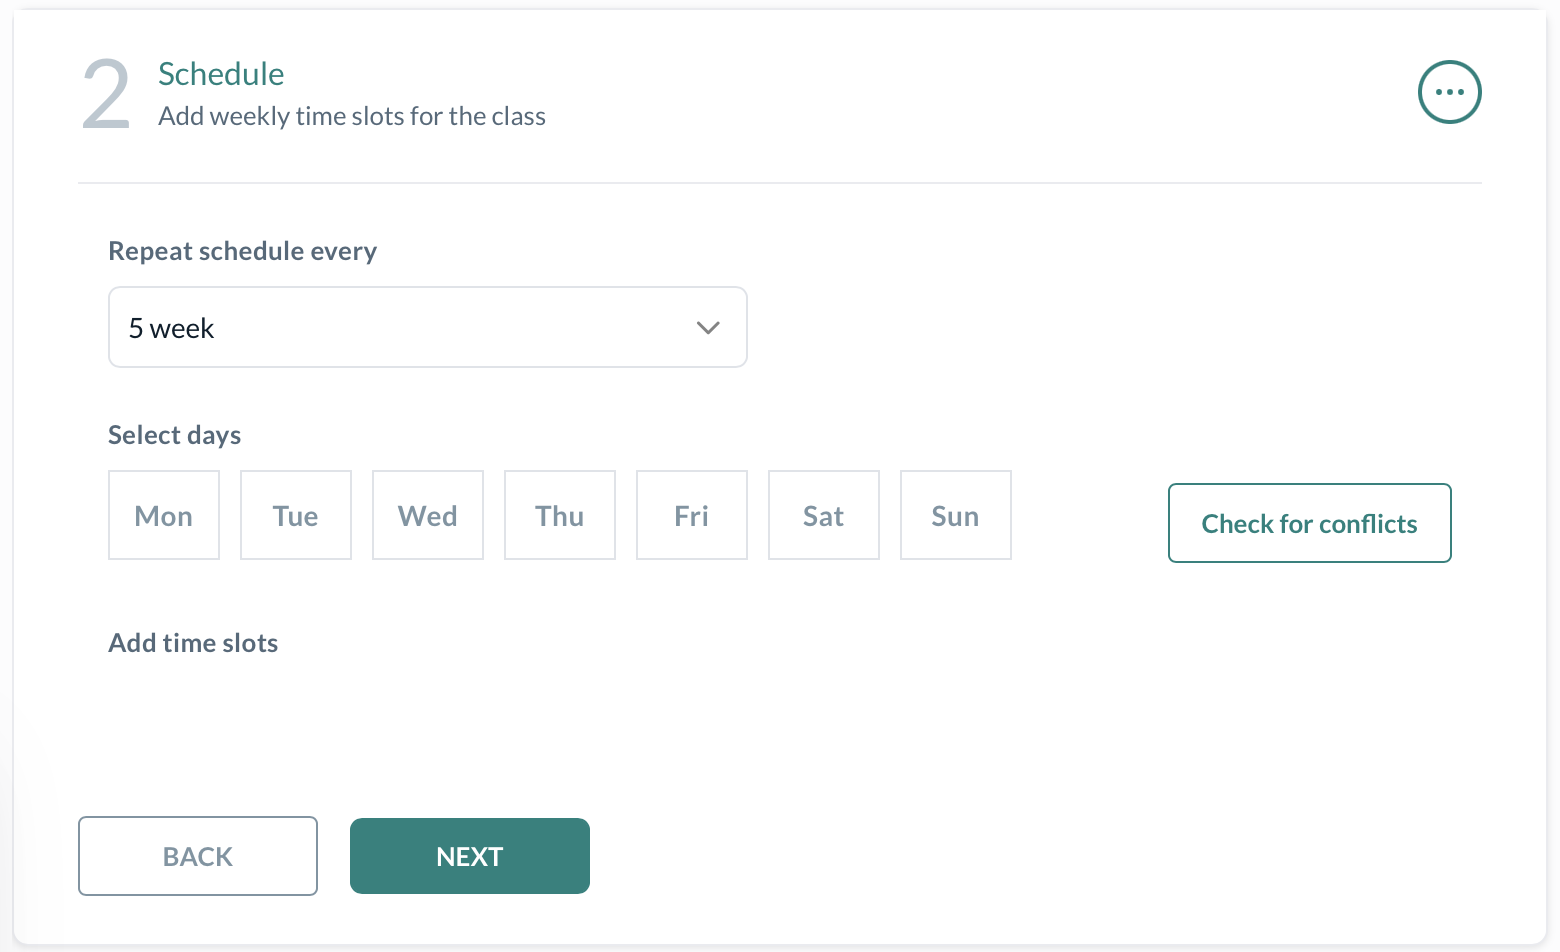 2
Schedule
Add weekly time slots for the class
Repeat schedule every
5 week
Select days
Mon Tue Wed Thu Fri Sat Sun
Check for conflicts
Add time slots
BACK NEXT